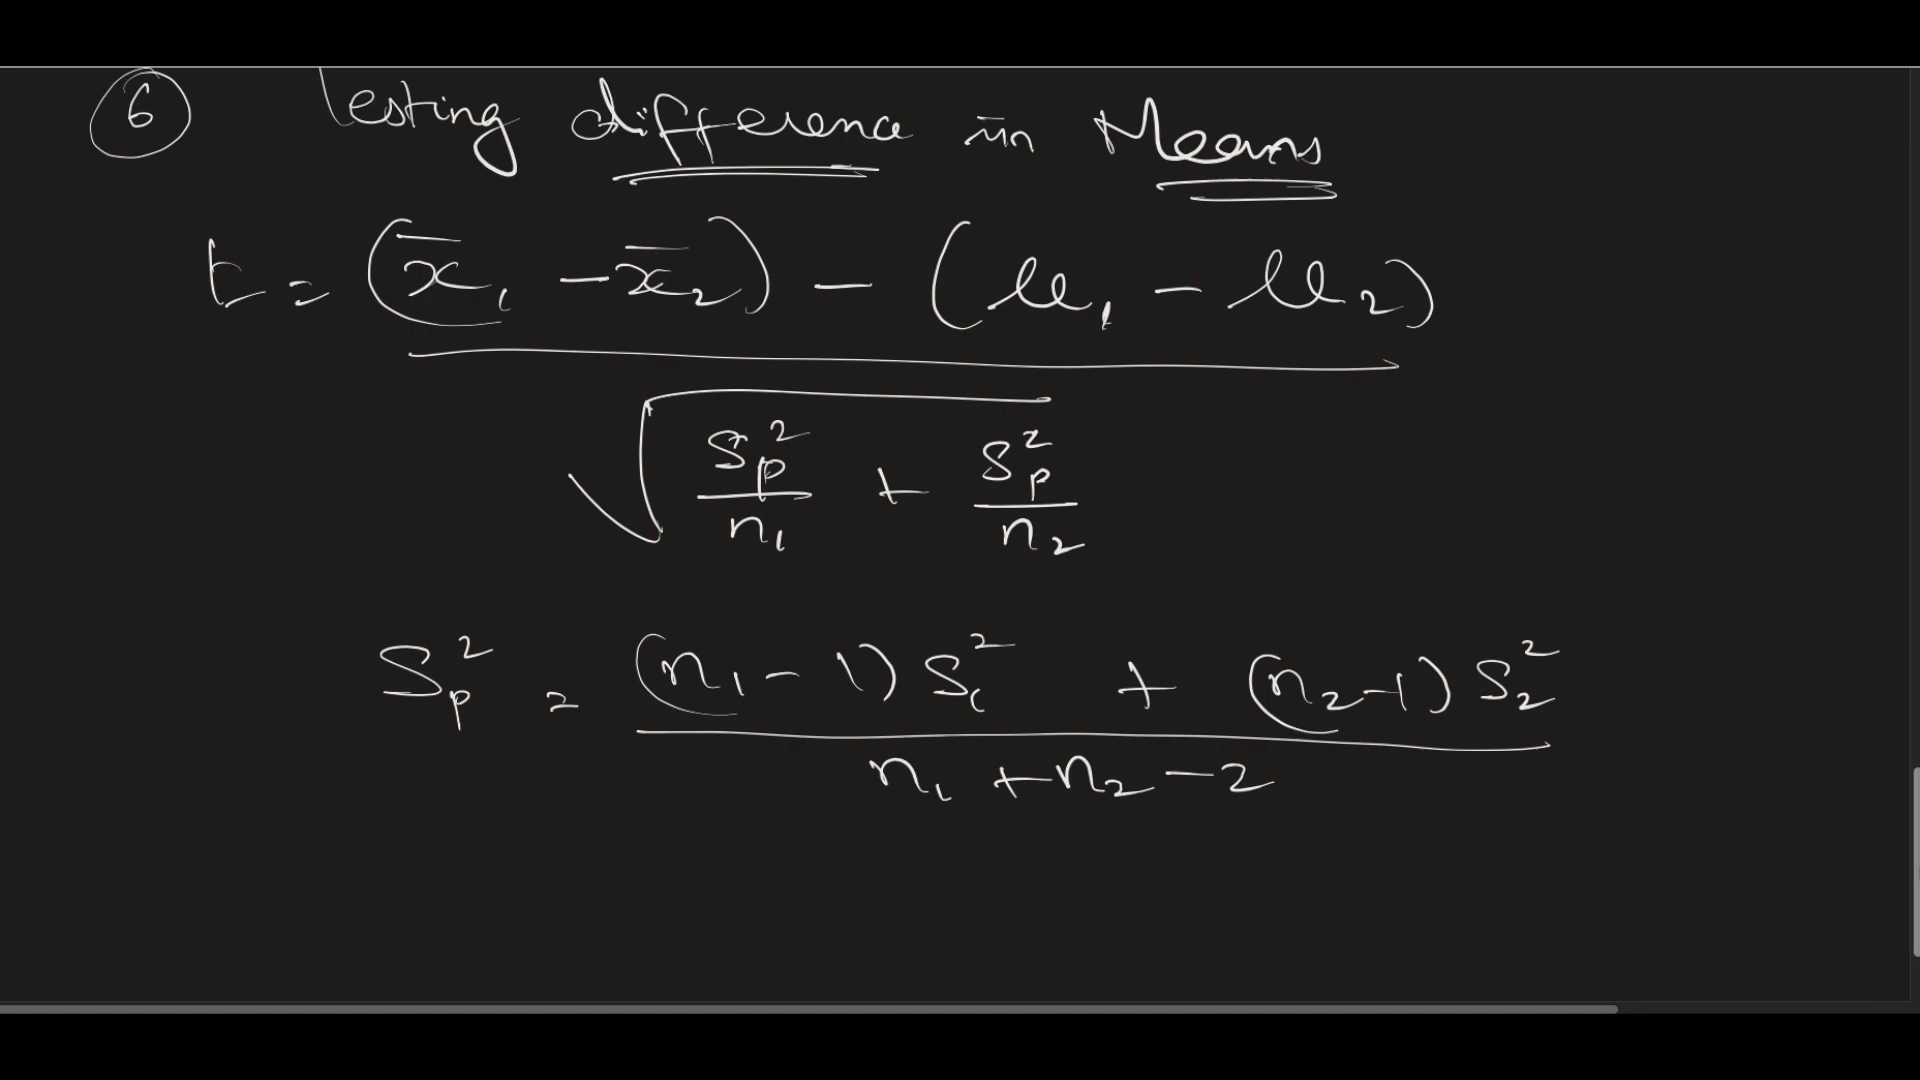 6 Testing difference in Means
t = (x̄₁ - x̄₂) - (μ₁ - μ₂)
√ Sp²/n₁ + Sp²/n₂
Sp² = (n₁ - 1) S₁² + (n₂ - 1) S₂²
n₁ + n₂ - 2